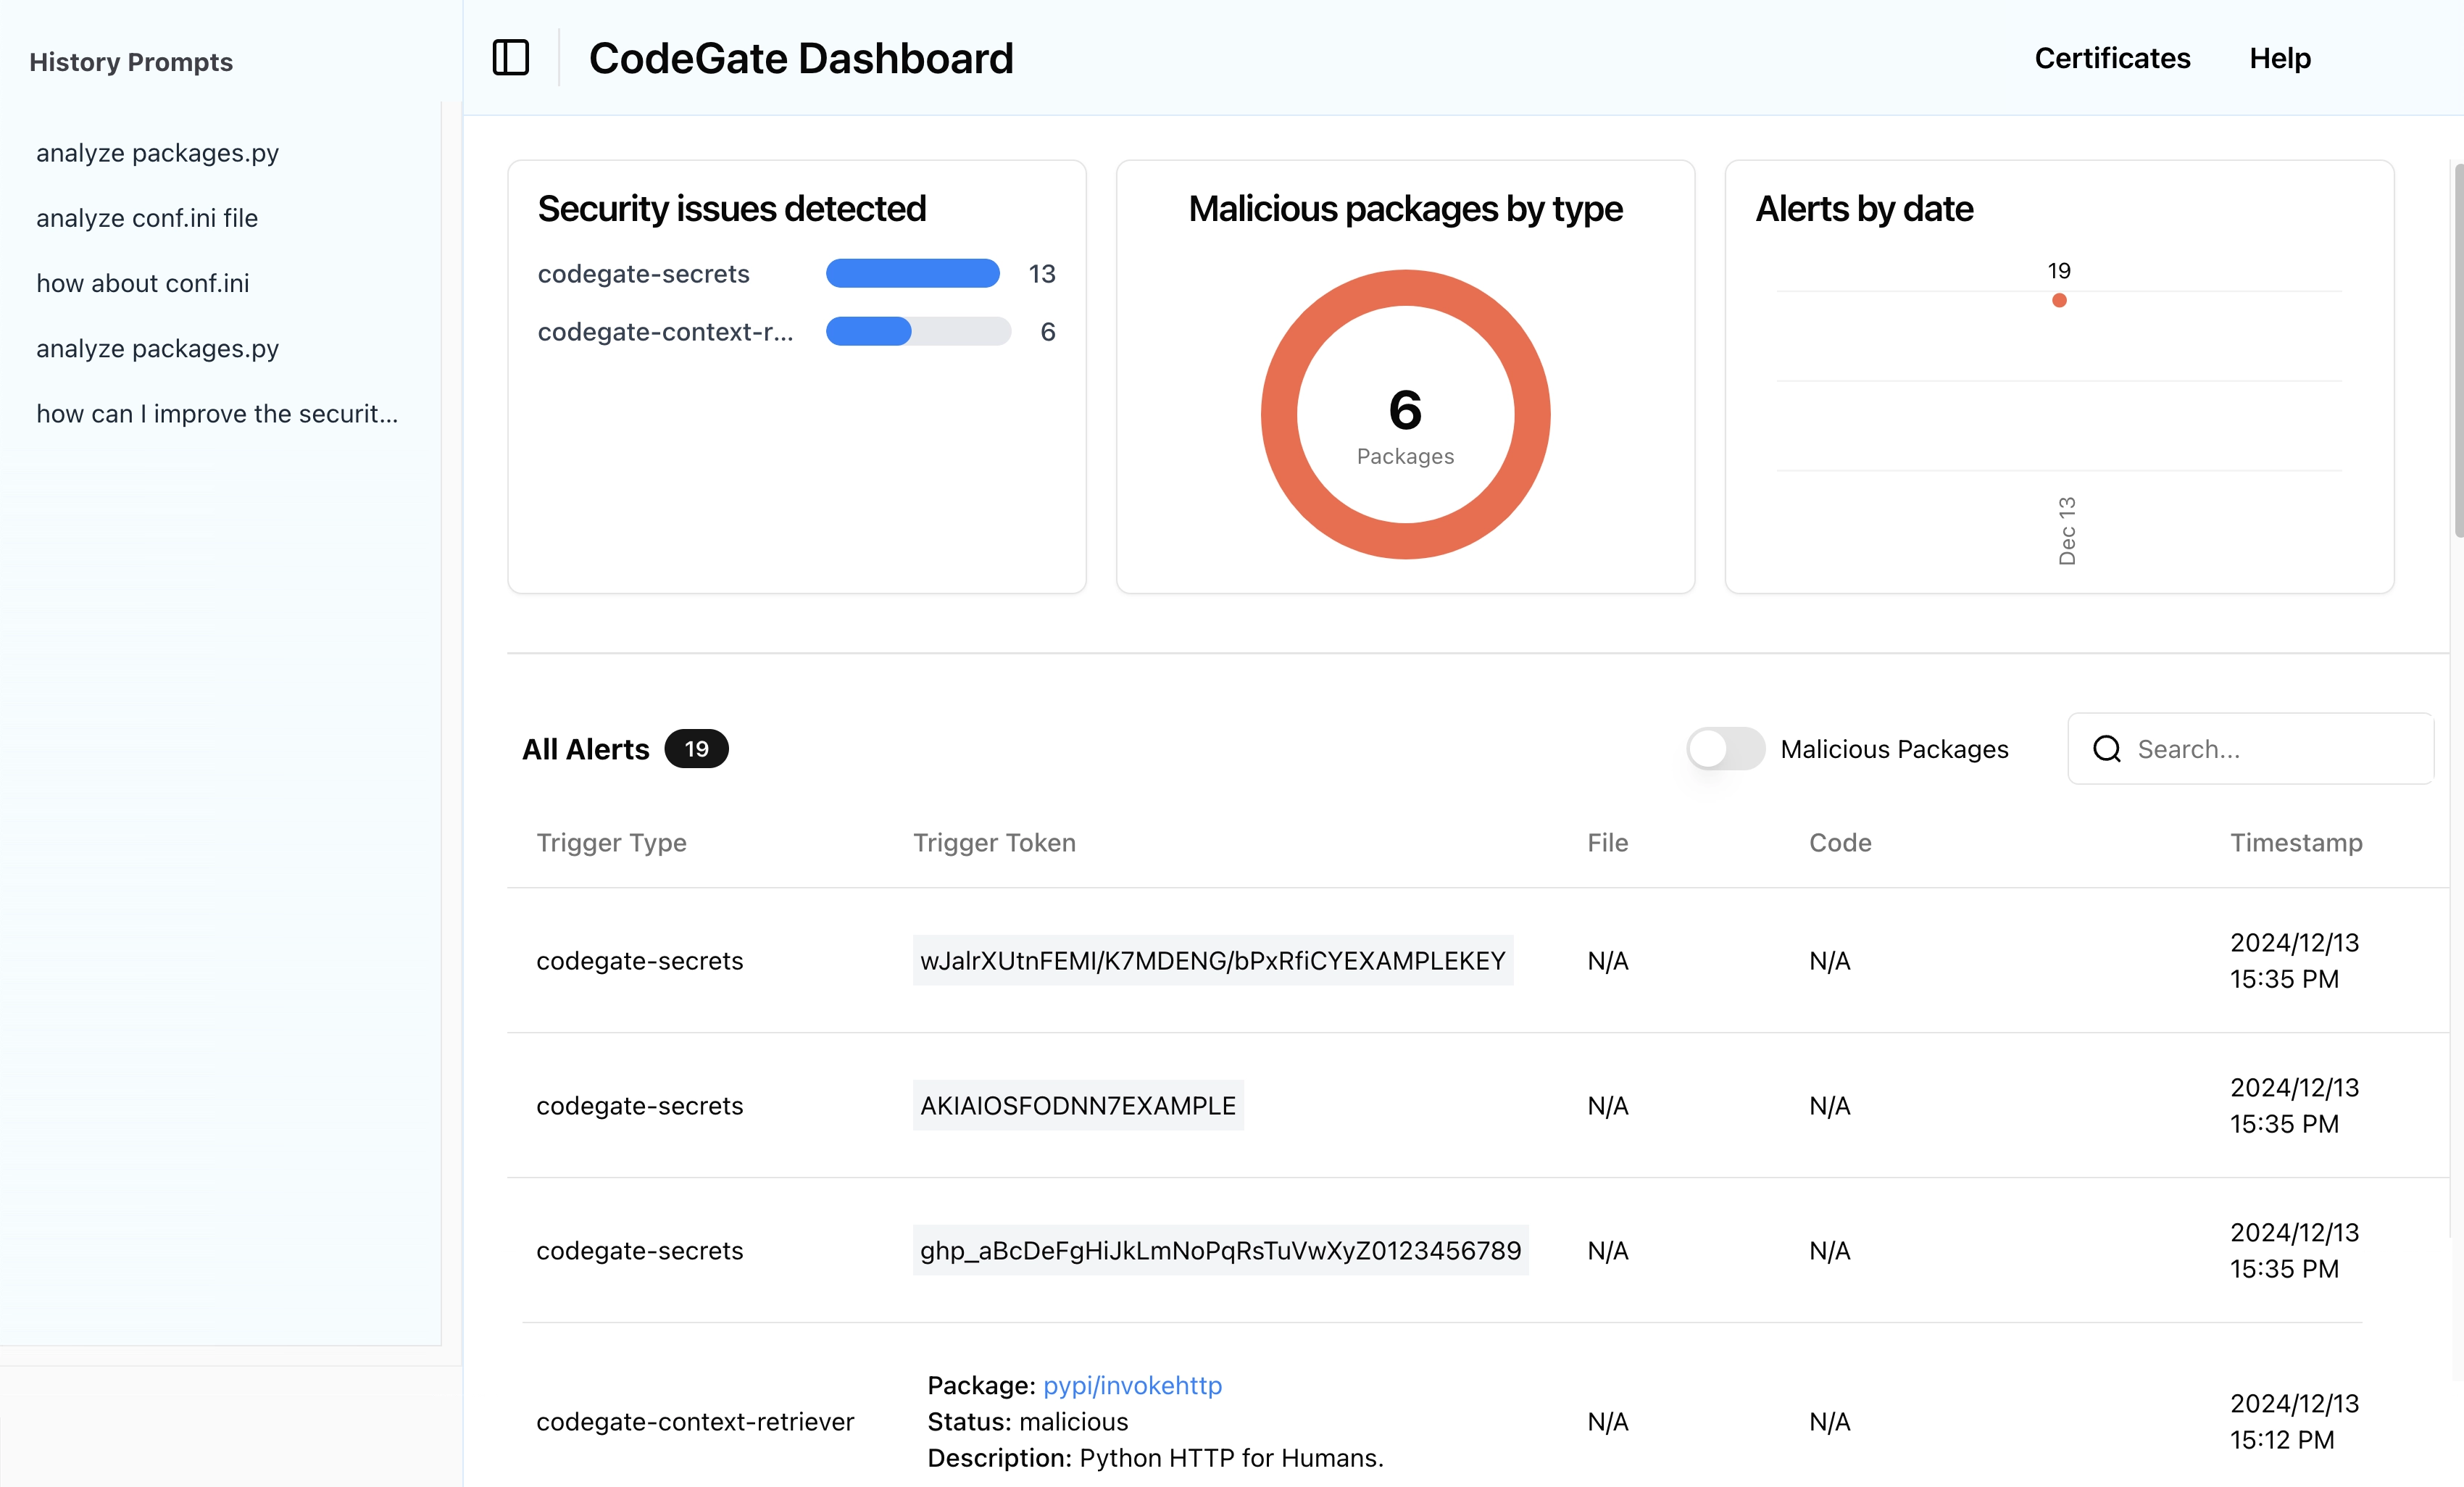 History Prompts
analyze packages.py
analyze conf.ini file
how about conf.ini
analyze packages.py
how can I improve the securit...
CodeGate Dashboard
Certificates
Help
Security issues detected
codegate-secrets 13
codegate-context-r... 6
Malicious packages by type
6
Packages
Alerts by date
19
Dec 13
All Alerts 19
Malicious Packages
Search...
Trigger Type Trigger Token File Code Timestamp
codegate-secrets wJalrXUtnFEMI/K7MDENG/bPxRfiCYEXAMPLEKEY N/A N/A 2024/12/13
15:35 PM
codegate-secrets AKIAIOSFODNN7EXAMPLE N/A N/A 2024/12/13
15:35 PM
codegate-secrets ghp_aBcDeFgHiJkLmNoPqRsTuVwXyZ0123456789 N/A N/A 2024/12/13
15:35 PM
codegate-context-retriever
Package: pypi/invokehttp
Status: malicious
Description: Python HTTP for Humans.
N/A N/A 2024/12/13
15:12 PM